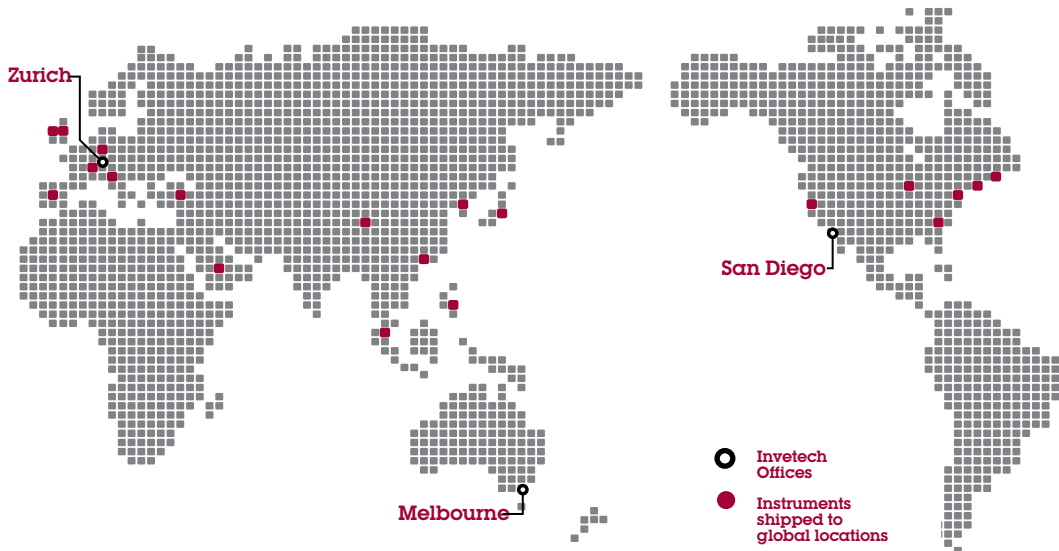 Zurich
San Diego
Melbourne
Invetech
Offices
Instruments
shipped to
global locations